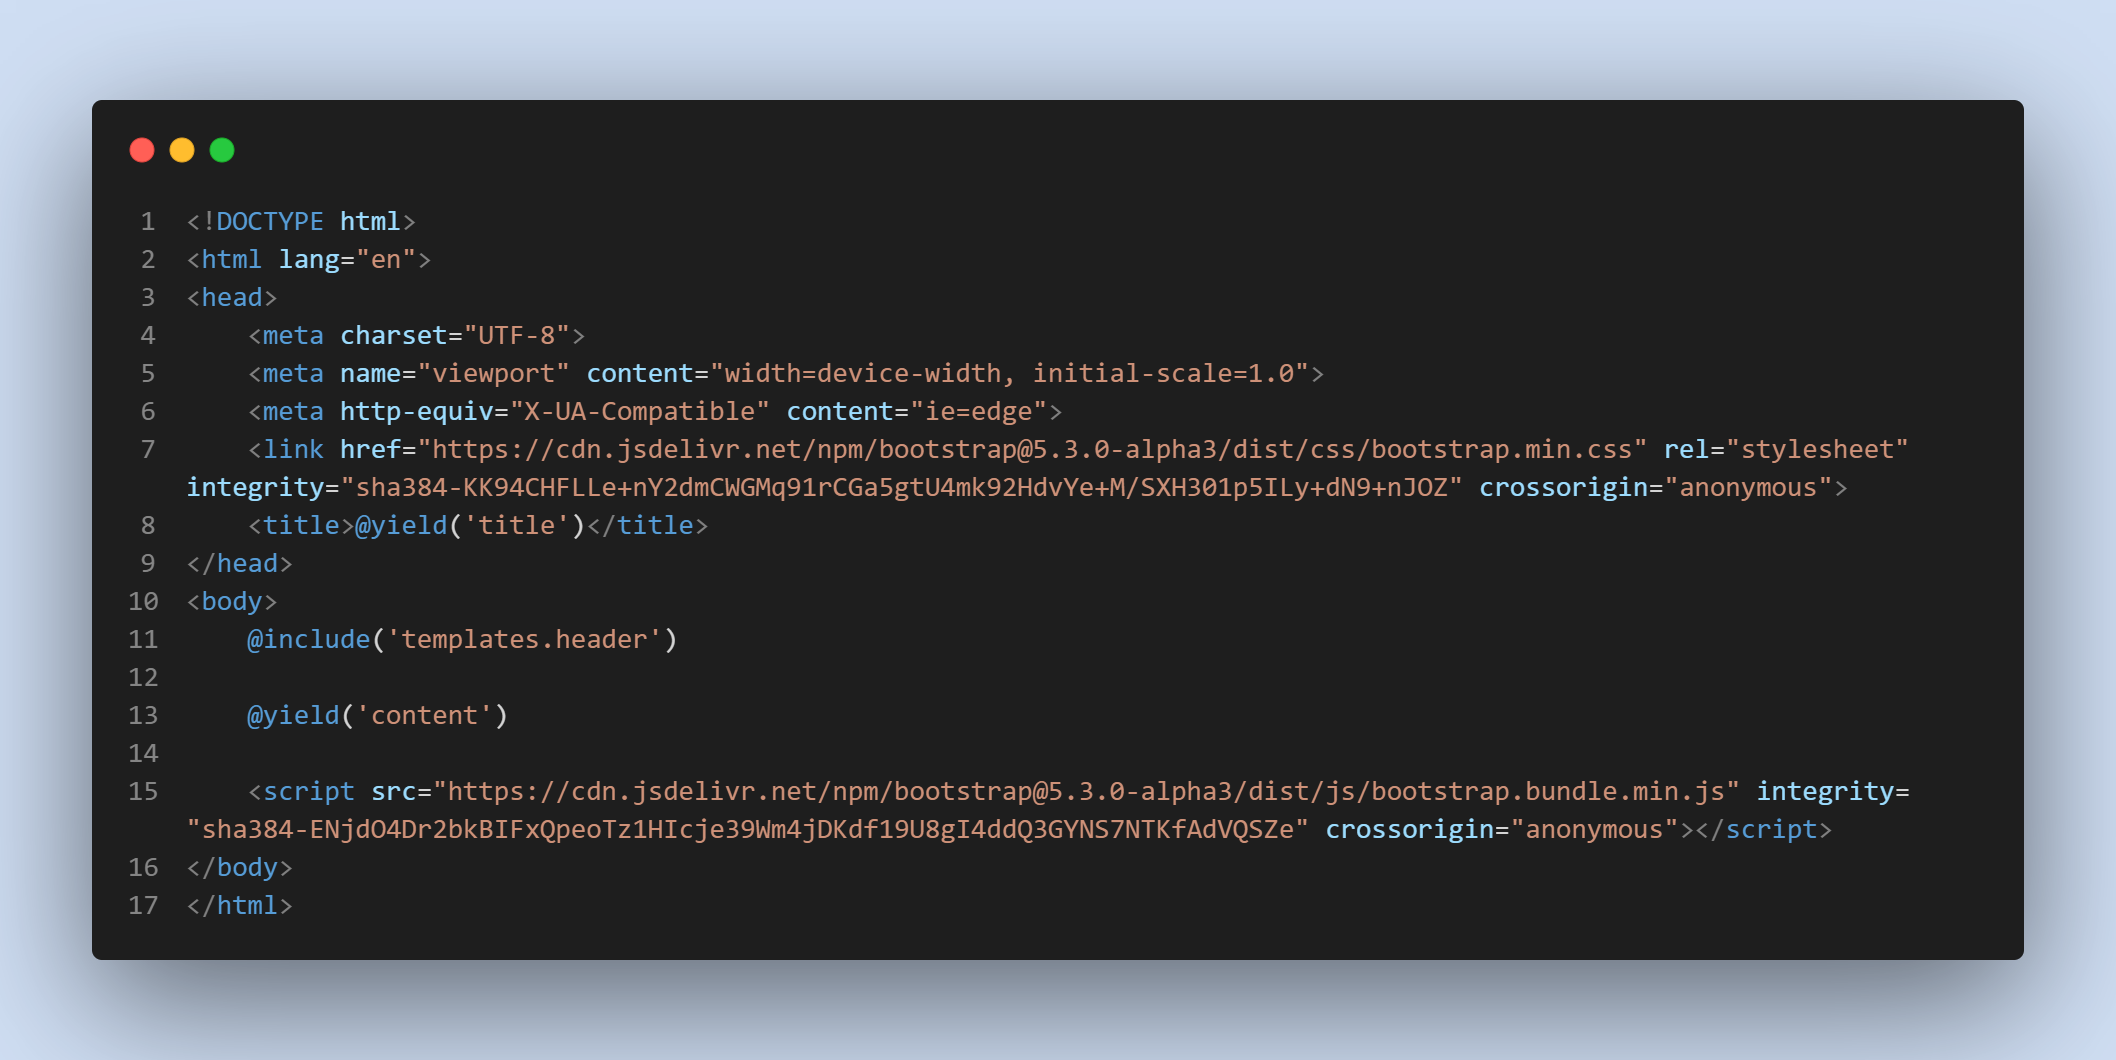 1 <!DOCTYPE html>
2 <html lang="en">
3 <head>
4     <meta charset="UTF-8">
5     <meta name="viewport" content="width=device-width, initial-scale=1.0">
6     <meta http-equiv="X-UA-Compatible" content="ie=edge">
7     <link href="https://cdn.jsdelivr.net/npm/bootstrap@5.3.0-alpha3/dist/css/bootstrap.min.css" rel="stylesheet"
integrity="sha384-KK94CHFLLe+nY2dmCWGMq91rCGa5gtU4mk92HdvYe+M/SXH301p5ILy+dN9+nJOZ" crossorigin="anonymous">
8     <title>@yield('title')</title>
9 </head>
10 <body>
11     @include('templates.header')
12
13     @yield('content')
14
15     <script src="https://cdn.jsdelivr.net/npm/bootstrap@5.3.0-alpha3/dist/js/bootstrap.bundle.min.js" integrity=
"sha384-ENjdO4Dr2bkBIFxQpeoTz1HIcje39Wm4jDKdf19U8gI4ddQ3GYNS7NTKfAdVQSZe" crossorigin="anonymous"></script>
16 </body>
17 </html>